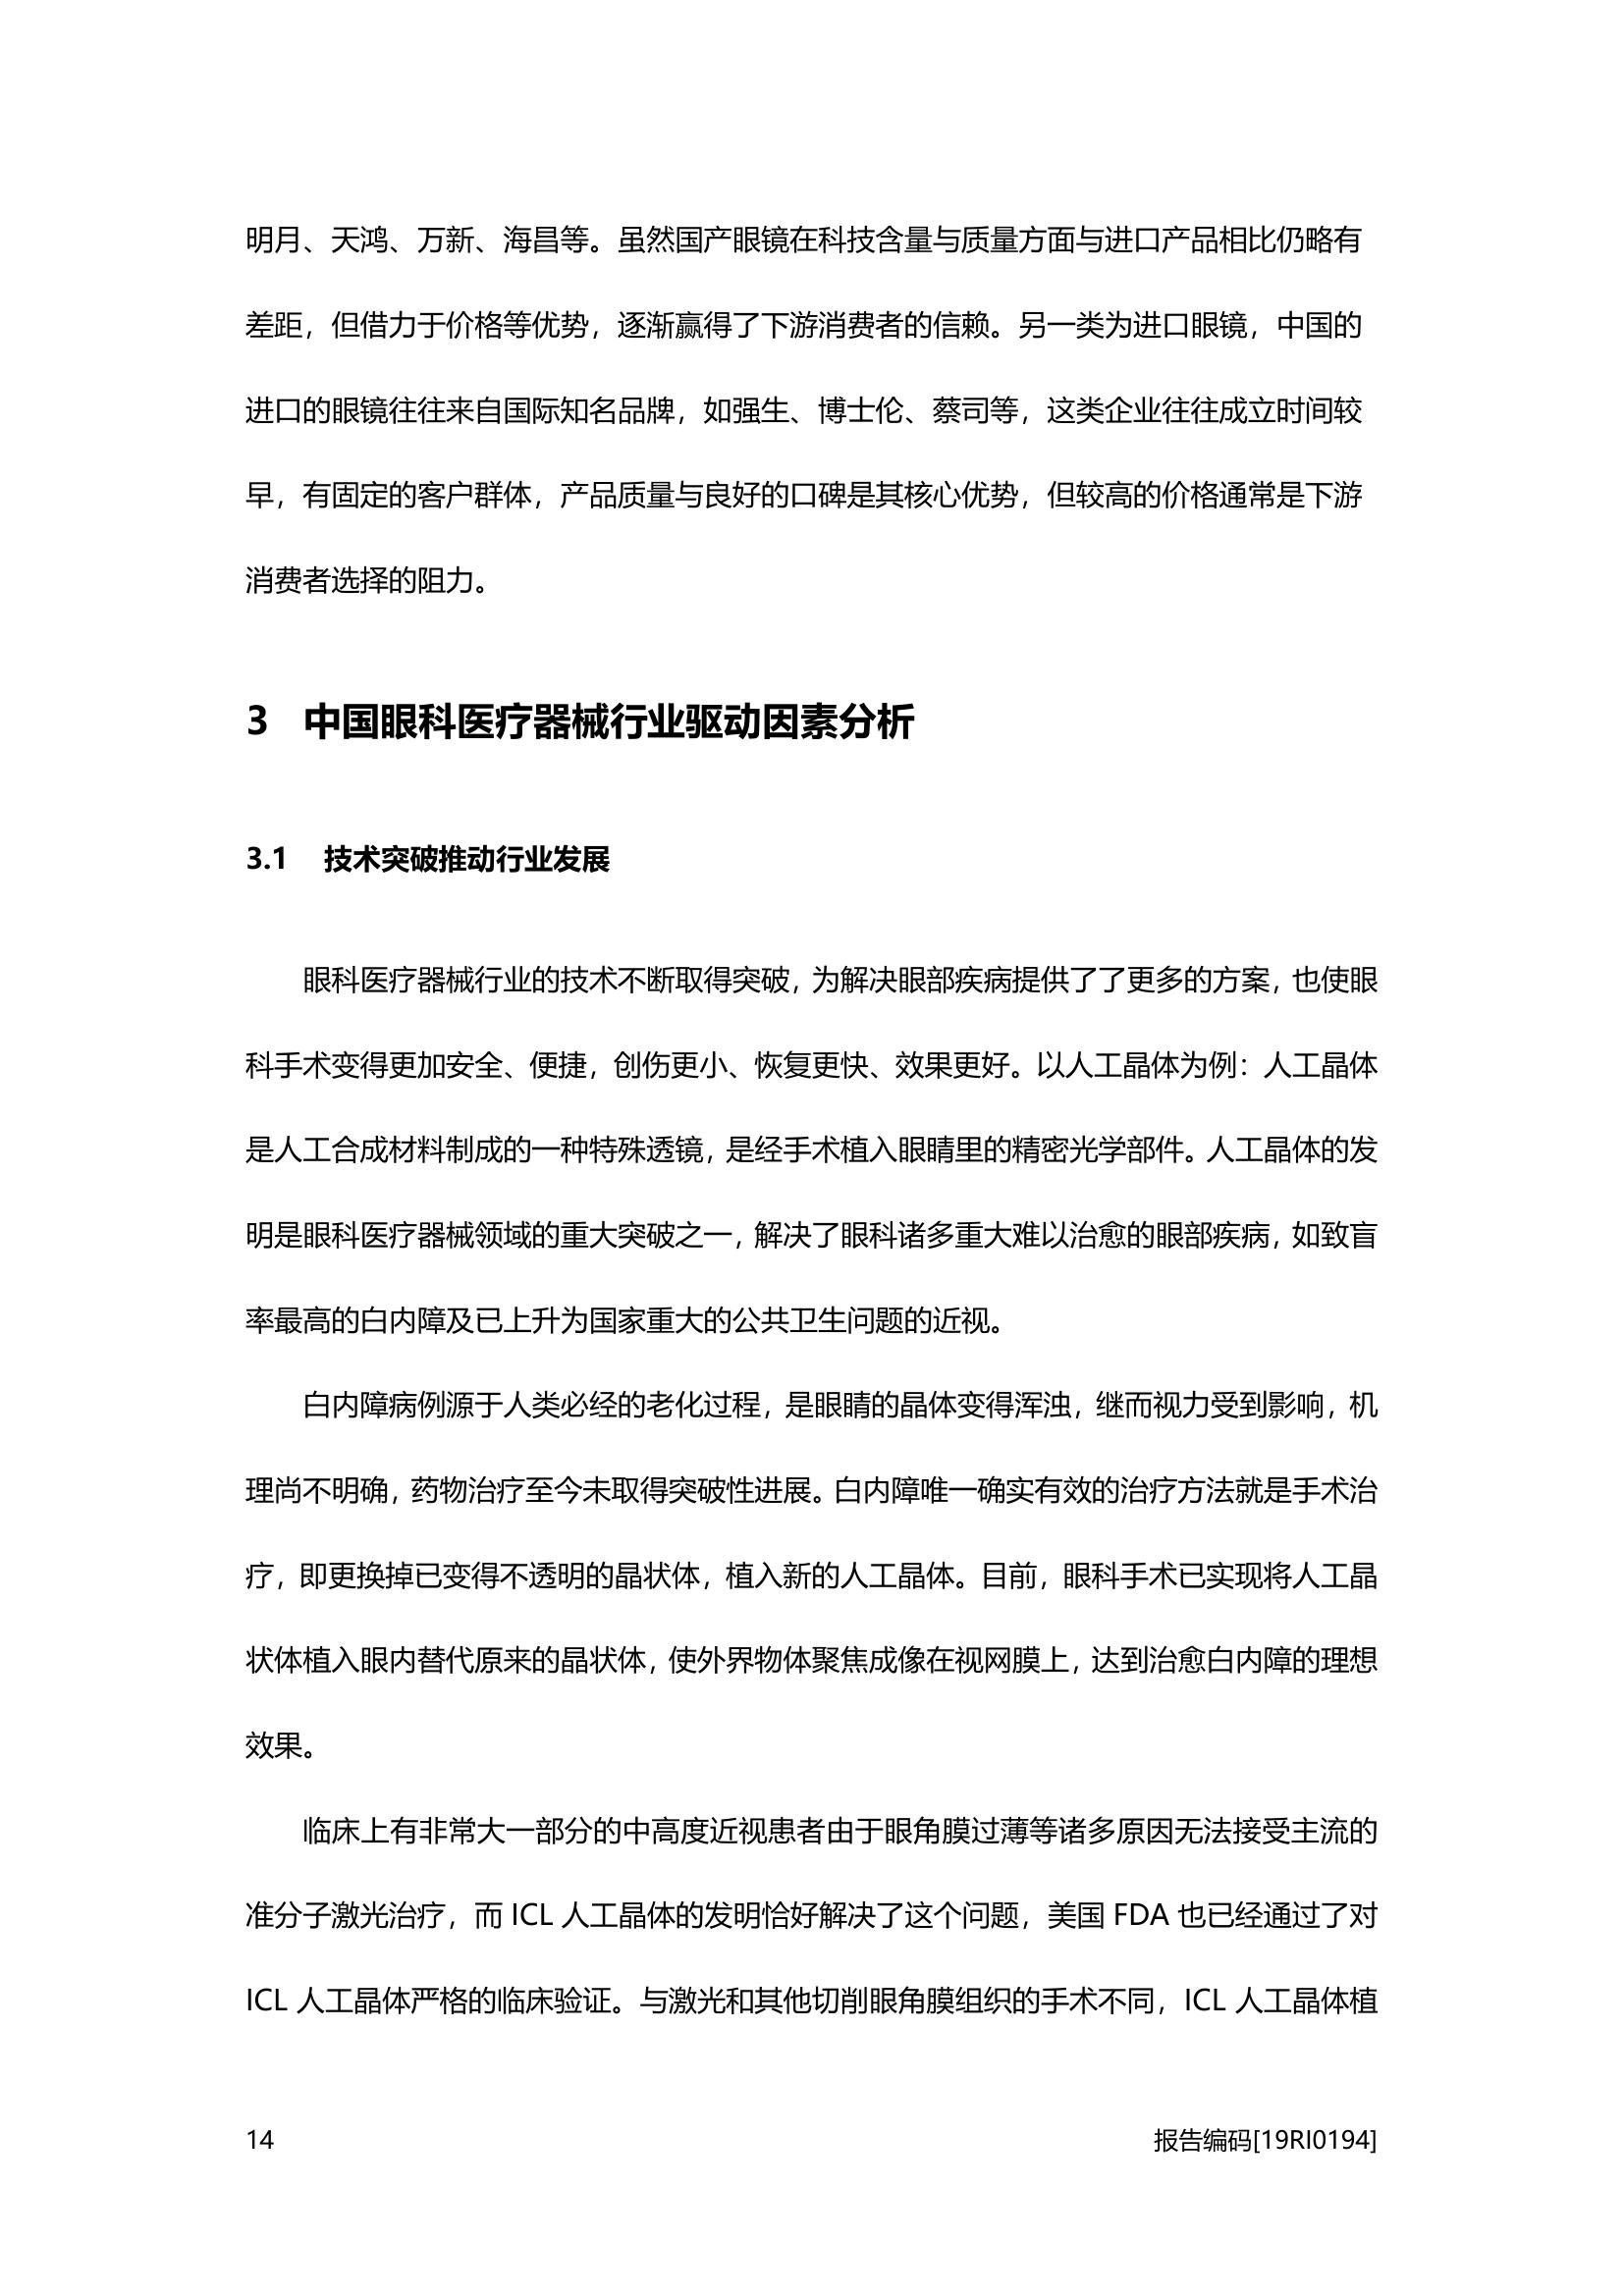 明月、天鸿、万新、海昌等。虽然国产眼镜在科技含量与质量方面与进口产品相比仍略有
差距，但借力于价格等优势，逐渐赢得了下游消费者的信赖。另一类为进口眼镜，中国的
进口的眼镜往往来自国际知名品牌，如强生、博士伦、蔡司等，这类企业往往成立时间较
早，有固定的客户群体，产品质量与良好的口碑是其核心优势，但较高的价格通常是下游
消费者选择的阻力。
3 中国眼科医疗器械行业驱动因素分析
3.1 技术突破推动行业发展
眼科医疗器械行业的技术不断取得突破，为解决眼部疾病提供了了更多的方案，也使眼
科手术变得更加安全、便捷，创伤更小、恢复更快、效果更好。以人工晶体为例：人工晶体
是人工合成材料制成的一种特殊透镜，是经手术植入眼睛里的精密光学部件。人工晶体的发
明是眼科医疗器械领域的重大突破之一，解决了眼科诸多重大难以治愈的眼部疾病，如致盲
率最高的白内障及已上升为国家重大的公共卫生问题的近视。
白内障病例源于人类必经的老化过程，是眼睛的晶体变得浑浊，继而视力受到影响，机
理尚不明确，药物治疗至今未取得突破性进展。白内障唯一确实有效的治疗方法就是手术治
疗，即更换掉已变得不透明的晶状体，植入新的人工晶体。目前，眼科手术已实现将人工晶
状体植入眼内替代原来的晶状体，使外界物体聚焦成像在视网膜上，达到治愈白内障的理想
效果。
临床上有非常大一部分的中高度近视患者由于眼角膜过薄等诸多原因无法接受主流的
准分子激光治疗，而 ICL 人工晶体的发明恰好解决了这个问题，美国 FDA 也已经通过了对
ICL 人工晶体严格的临床验证。与激光和其他切削眼角膜组织的手术不同，ICL 人工晶体植
14 报告编码[19RI0194]